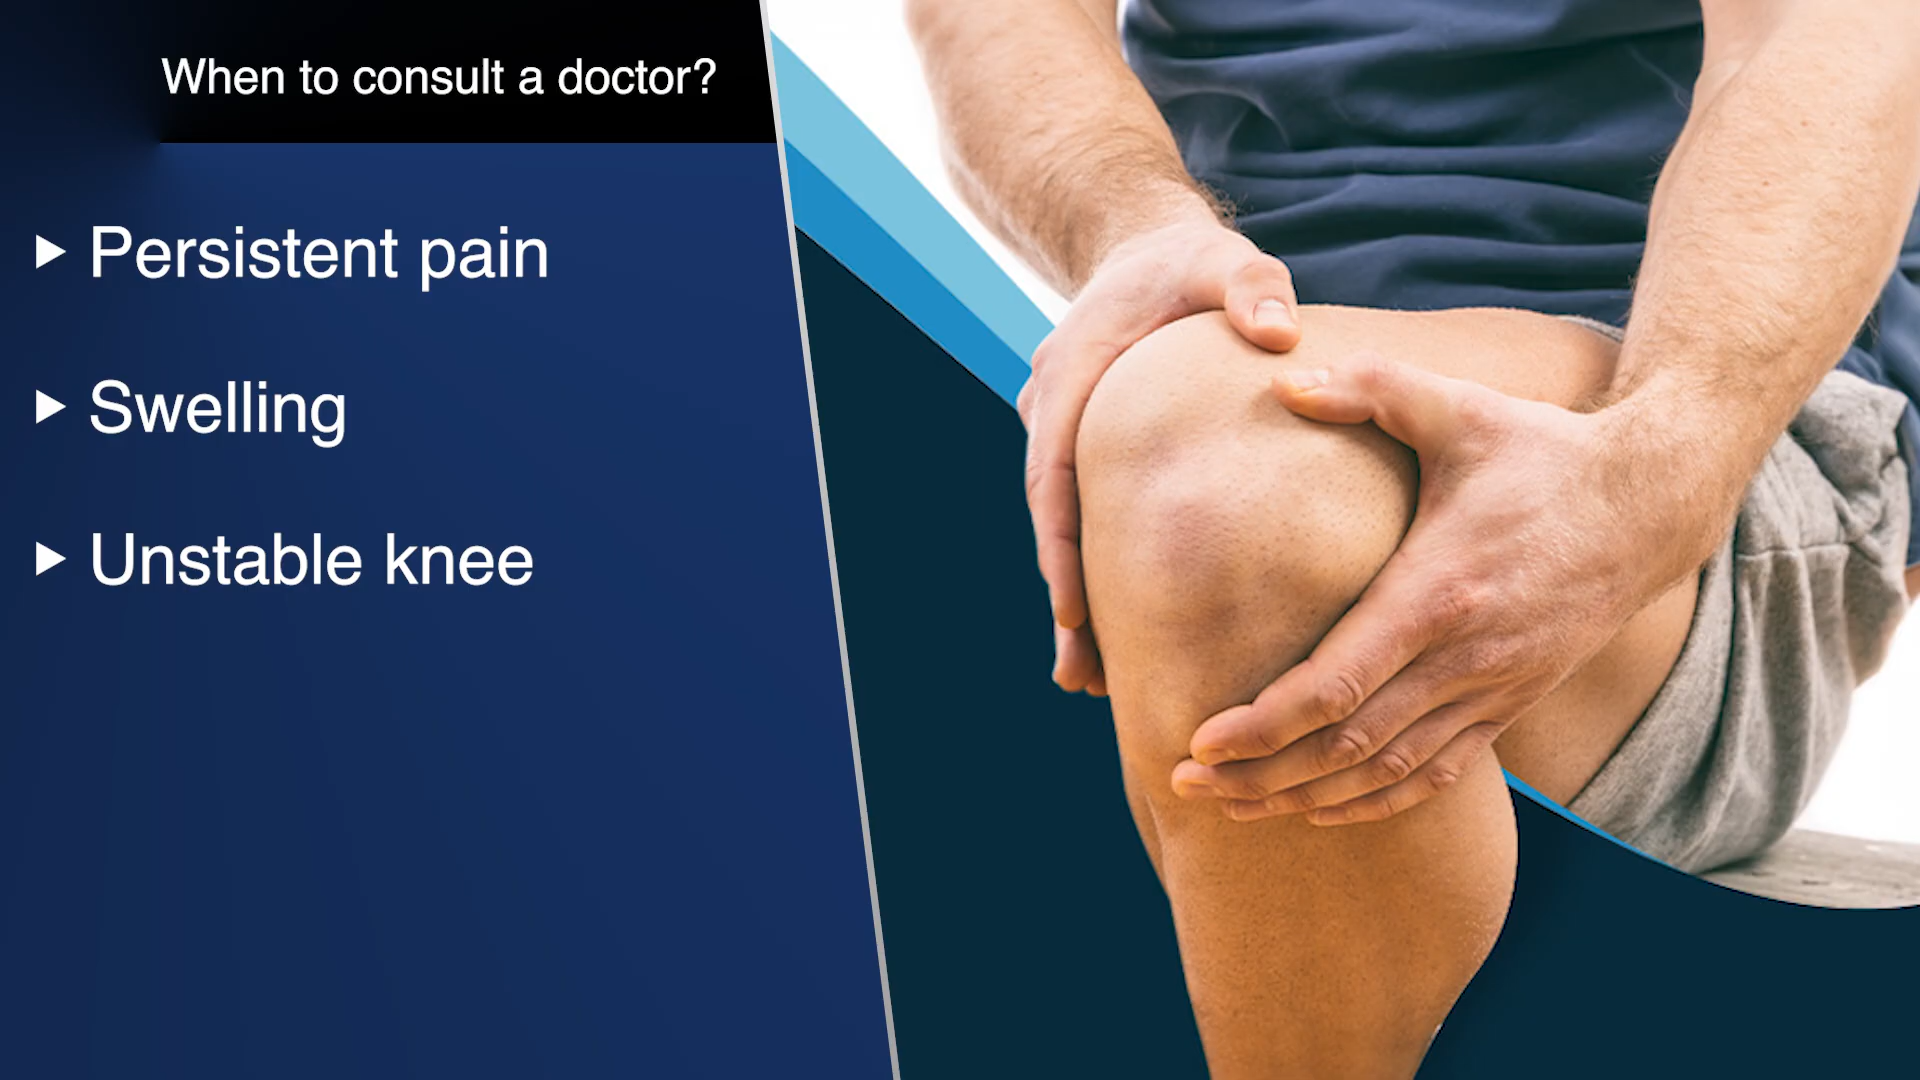 When to consult a doctor?
Persistent pain
Swelling
Unstable knee